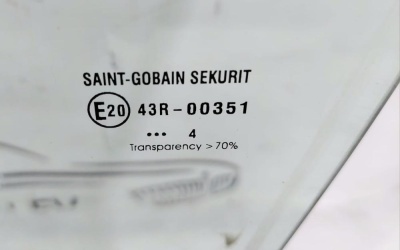 SAINT-GOBAIN SEKURIT
E20 43R-00351
••• 4
Transparency > 70%